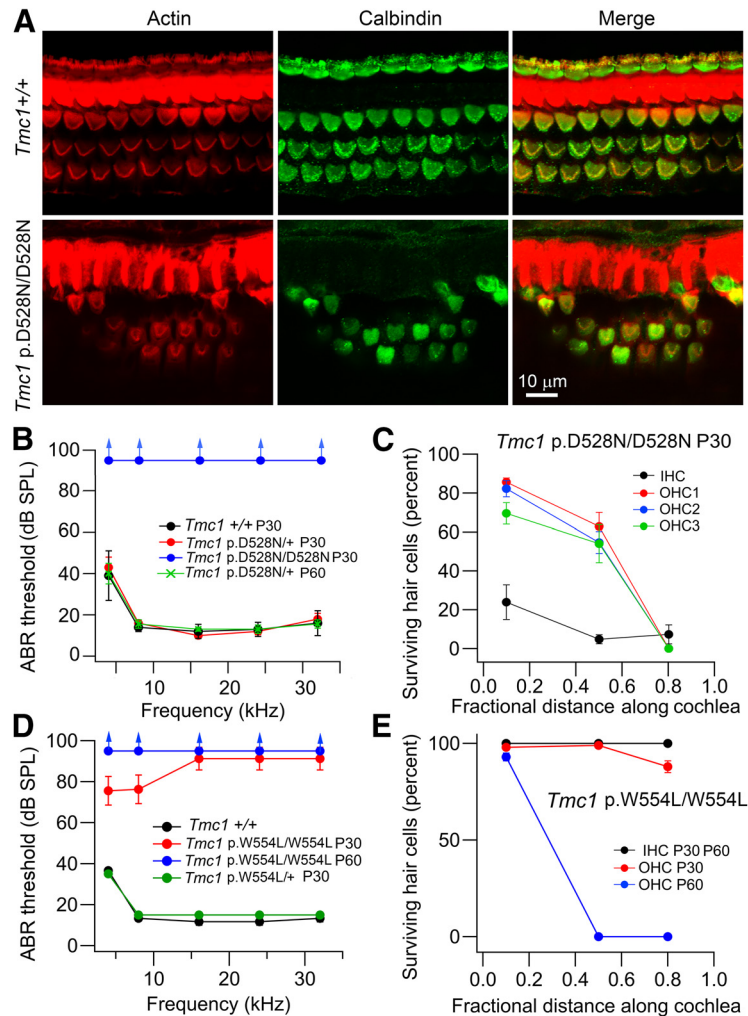 A
Actin
Calbindin
Merge
Tmc1+/+
Tmc1 p.D528N/D528N
10 μm
B
ABR threshold (dB SPL)
100
80
60
40
20
0
Tmc1 +/+ P30
Tmc1 p.D528N/+ P30
Tmc1 p.D528N/D528N P30
Tmc1 p.D528N/+ P60
10 20 30
Frequency (kHz)
C
Tmc1 p.D528N/D528N P30
Surviving hair cells (percent)
80
60
40
20
0
IHC
OHC1
OHC2
OHC3
0.0 0.2 0.4 0.6 0.8 1.0
Fractional distance along cochlea
D
ABR threshold (dB SPL)
100
80
60
40
20
0
Tmc1 +/+
Tmc1 p.W554L/W554L P30
Tmc1 p.W554L/W554L P60
Tmc1 p.W554L/+ P30
10 20 30
Frequency (kHz)
E
Surviving hair cells (percent)
100
50
0
Tmc1 p.W554L/W554L
IHC P30 P60
OHC P30
OHC P60
0.0 0.2 0.4 0.6 0.8 1.0
Fractional distance along cochlea